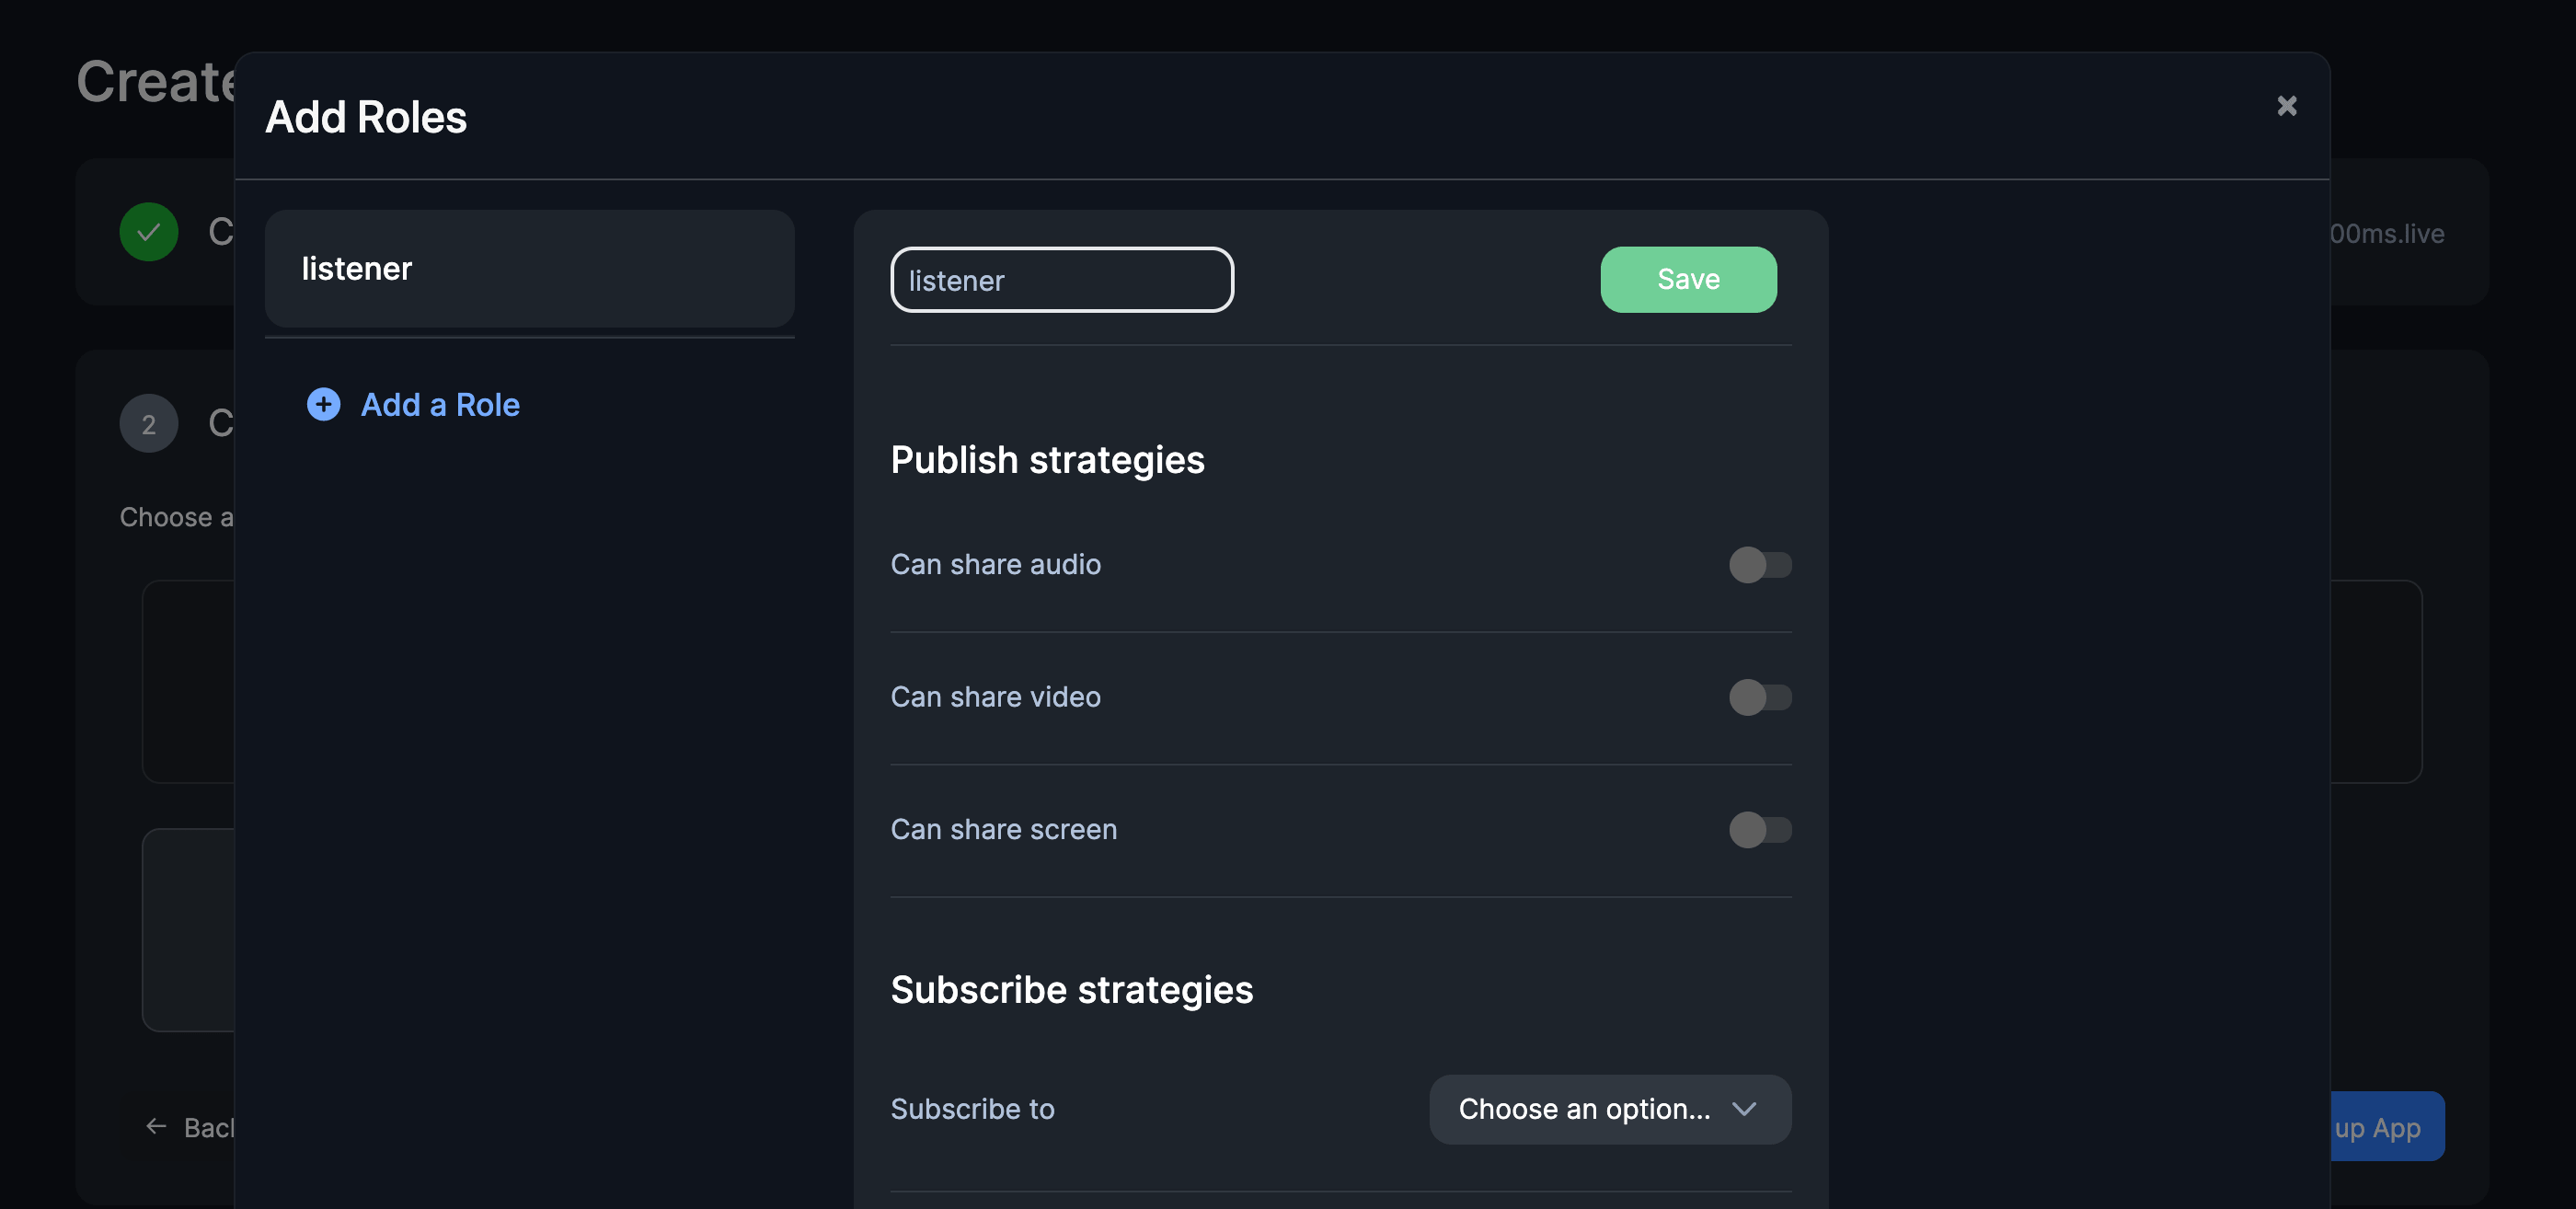 Create
Add Roles
C
00ms.live
listener
listener
Save
Add a Role
2
C
Publish strategies
Choose a
Can share audio
Can share video
Can share screen
Subscribe strategies
Subscribe to
Choose an option...
← Back
up App